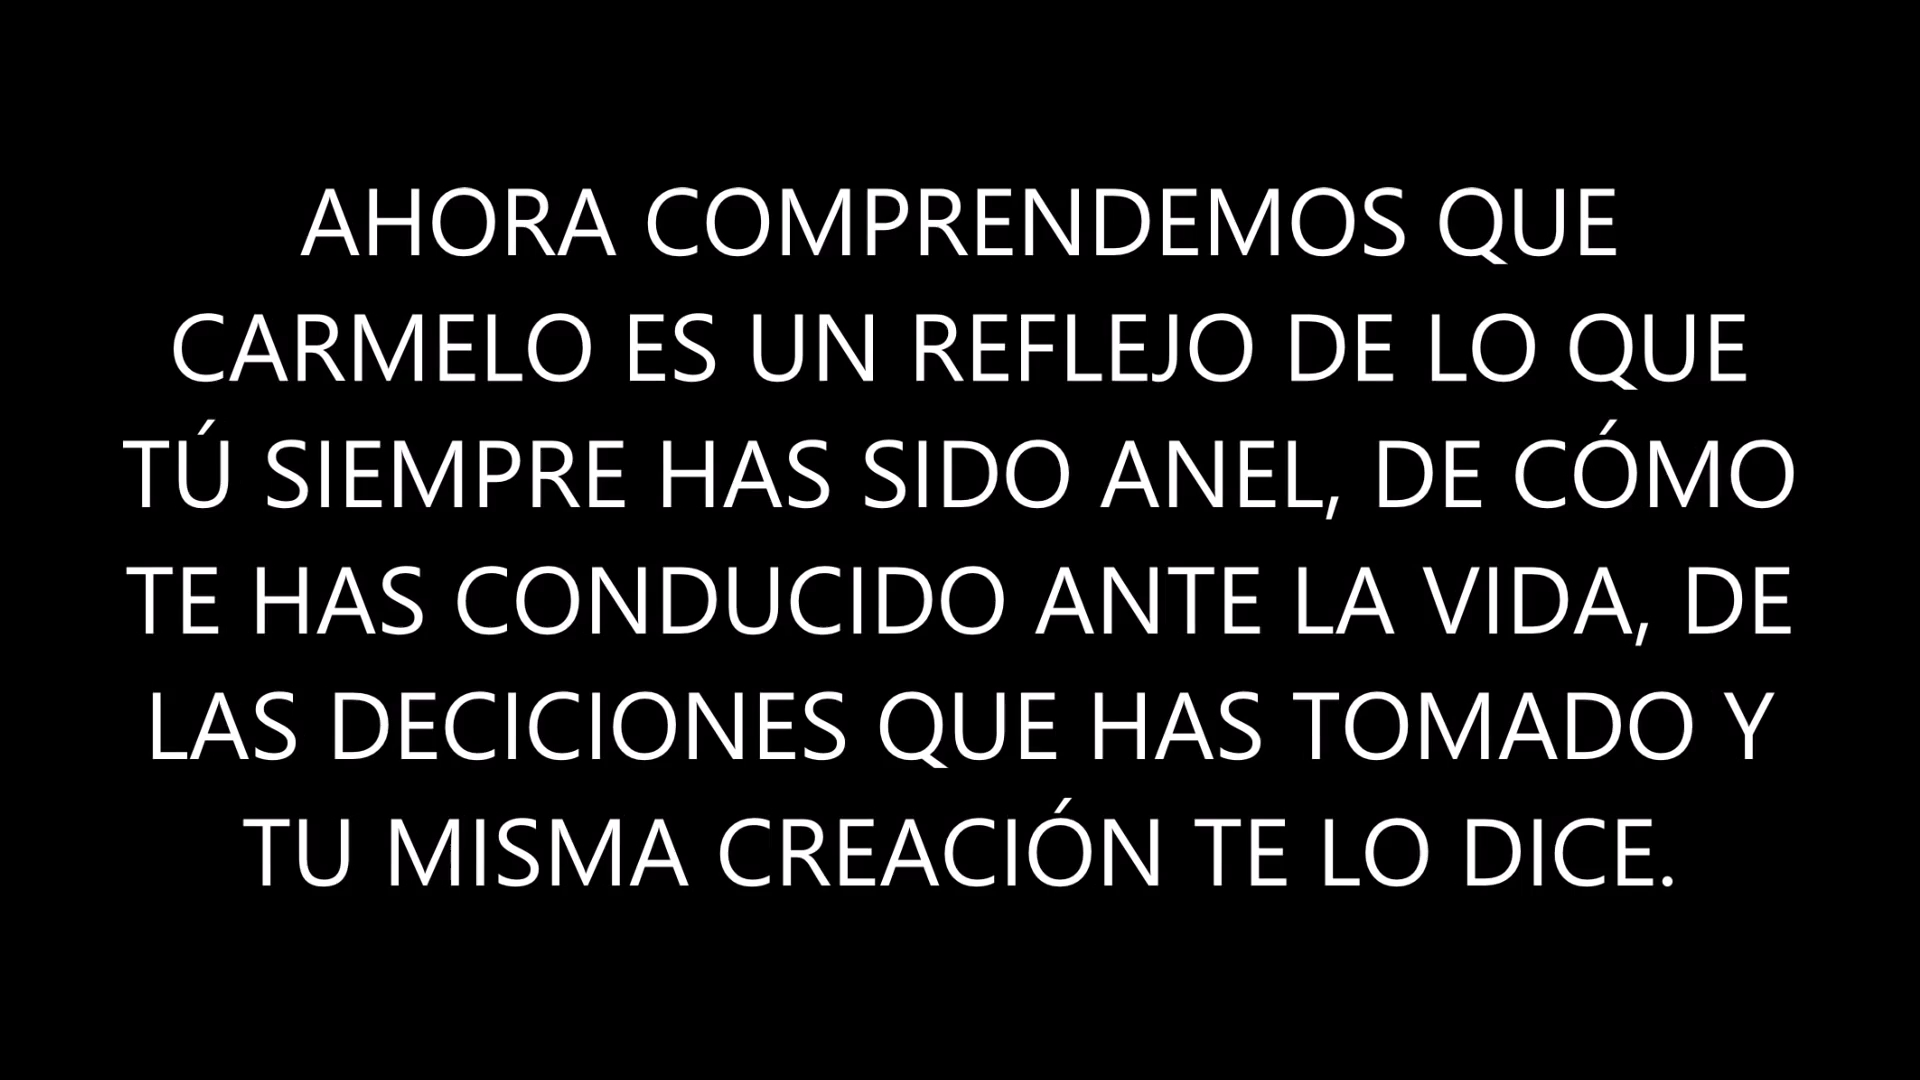 AHORA COMPRENDEMOS QUE
CARMELO ES UN REFLEJO DE LO QUE
TÚ SIEMPRE HAS SIDO ANEL, DE CÓMO
TE HAS CONDUCIDO ANTE LA VIDA, DE
LAS DECICIONES QUE HAS TOMADO Y
TU MISMA CREACIÓN TE LO DICE.